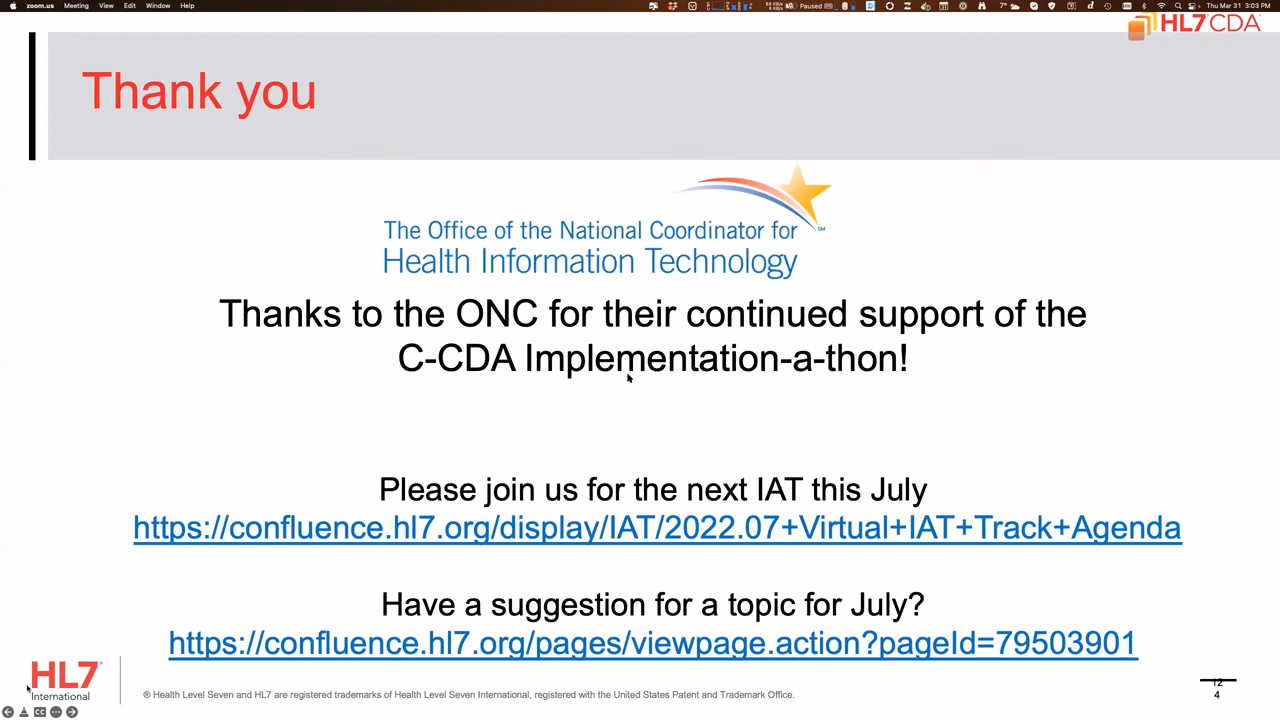 zoom.us Meeting View Edit Window Help Paused 7° Thu Mar 31 3:03 PM
HL7 CDA
Thank you
The Office of the National Coordinator for
Health Information Technology
Thanks to the ONC for their continued support of the
C-CDA Implementation-a-thon!
Please join us for the next IAT this July
https://confluence.hl7.org/display/IAT/2022.07+Virtual+IAT+Track+Agenda
Have a suggestion for a topic for July?
https://confluence.hl7.org/pages/viewpage.action?pageId=79503901
HL7
International
® Health Level Seven and HL7 are registered trademarks of Health Level Seven International, registered with the United States Patent and Trademark Office.
12
4